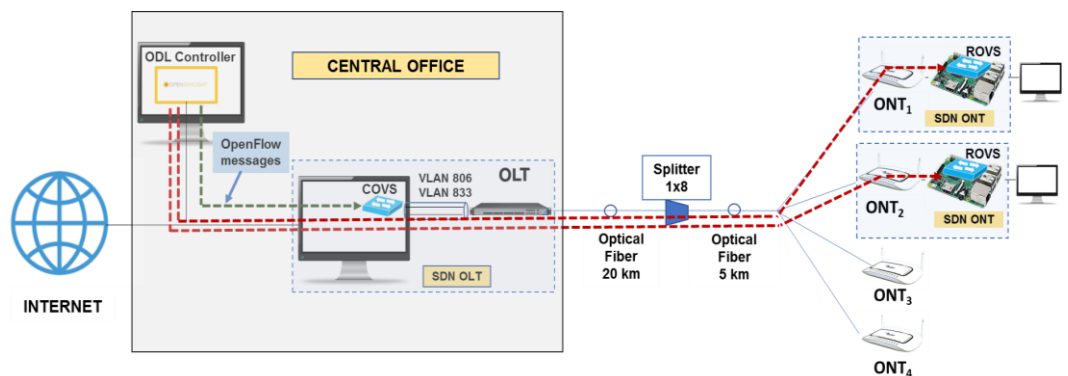 ODL Controller
OPENDAYLIGHT
CENTRAL OFFICE
OpenFlow
messages
COVS
VLAN 806
VLAN 833
OLT
SDN OLT
INTERNET
Splitter
1x8
Optical
Fiber
20 km
Optical
Fiber
5 km
ROVS
ONT1
SDN ONT
ROVS
ONT2
SDN ONT
ONT3
ONT4